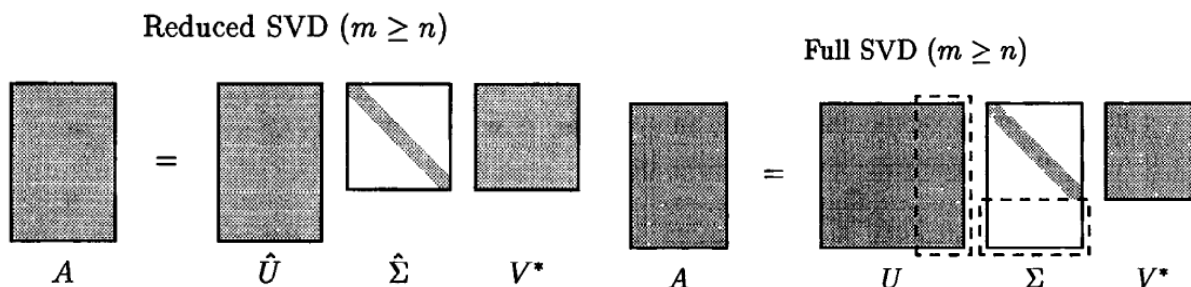 Reduced SVD (m ≥ n)
Full SVD (m ≥ n)
=
A Û Σ̂ V*
=
A U Σ V*